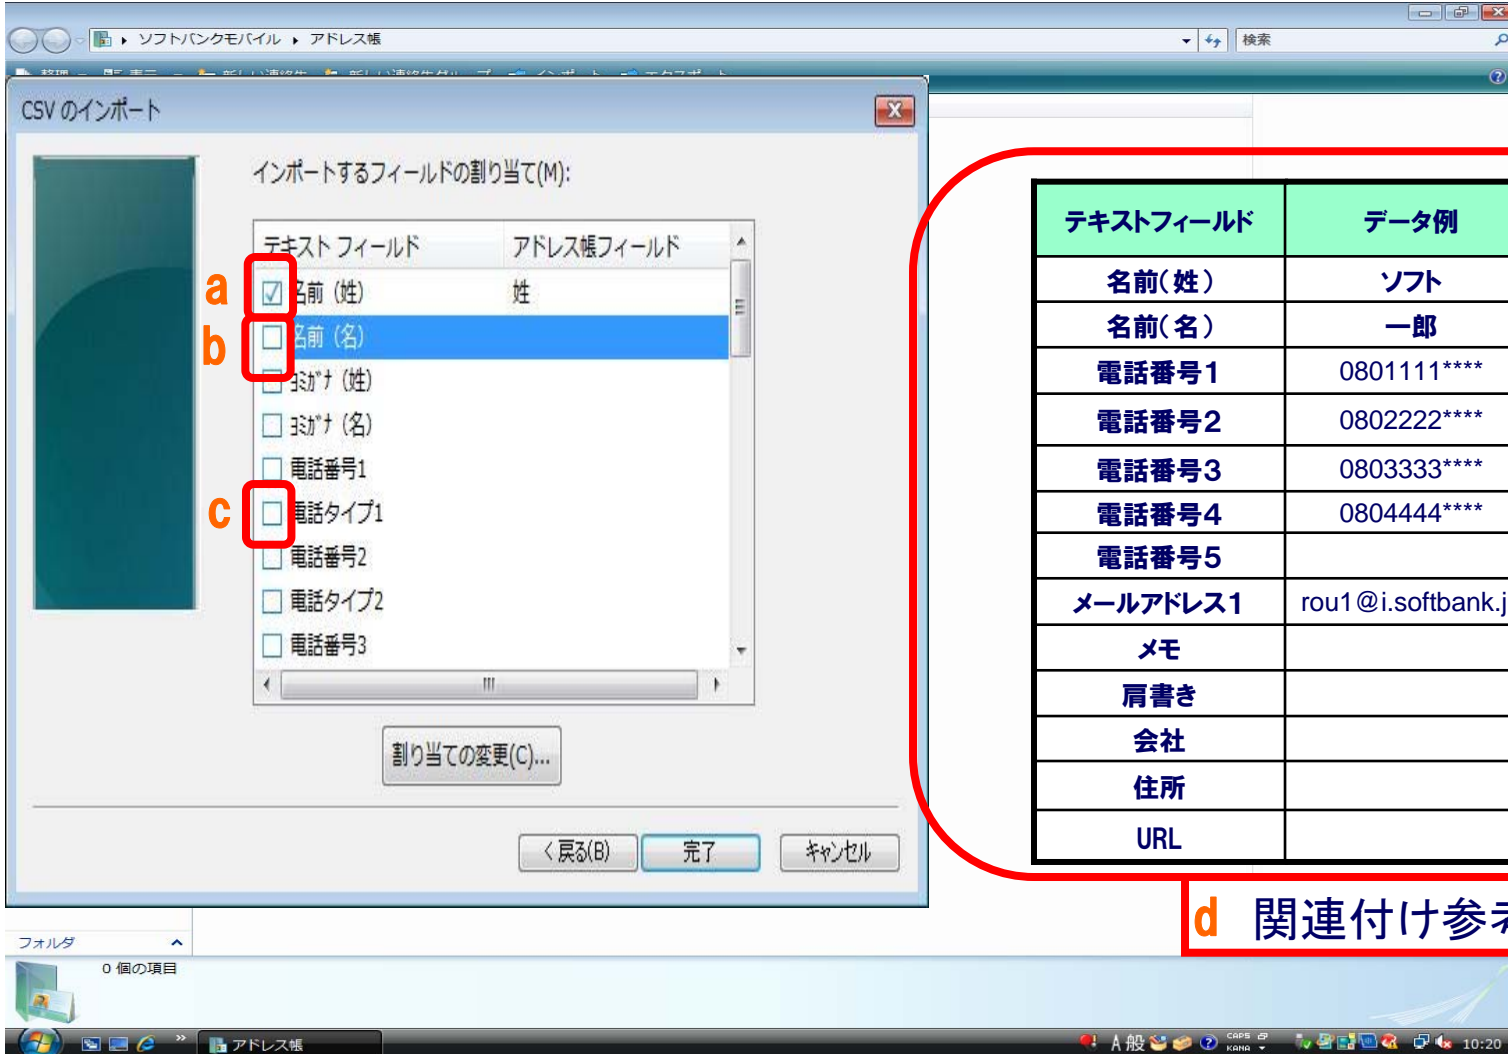 ソフトバンクモバイル ▸ アドレス帳
検索
CSV のインポート
インポートするフィールドの割り当て(M):
テキスト フィールド アドレス帳フィールド
a 名前 (姓) 姓
b 名前 (名)
ﾖﾐｶﾞﾅ (姓)
ﾖﾐｶﾞﾅ (名)
電話番号1
c 電話タイプ1
電話番号2
電話タイプ2
電話番号3
割り当ての変更(C)...
< 戻る(B) 完了 キャンセル
テキストフィールド データ例
名前(姓) ソフト
名前(名) 一郎
電話番号1 0801111****
電話番号2 0802222****
電話番号3 0803333****
電話番号4 0804444****
電話番号5
メールアドレス1 rou1@i.softbank.j
メモ
肩書き
会社
住所
URL
d 関連付け参
フォルダ
0 個の項目
アドレス帳
A 般 CAPS KANA 10:20